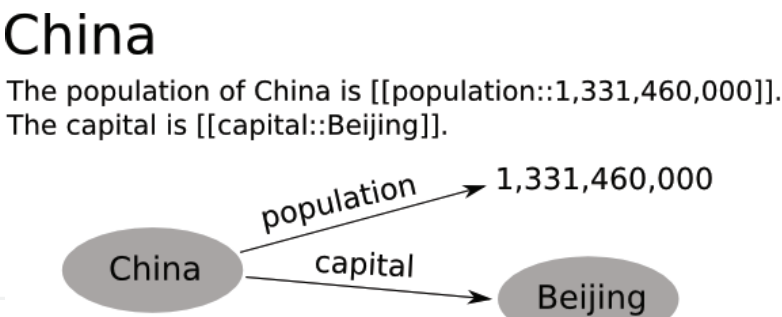 China
The population of China is [[population::1,331,460,000]].
The capital is [[capital::Beijing]].
population
1,331,460,000
China
capital
Beijing